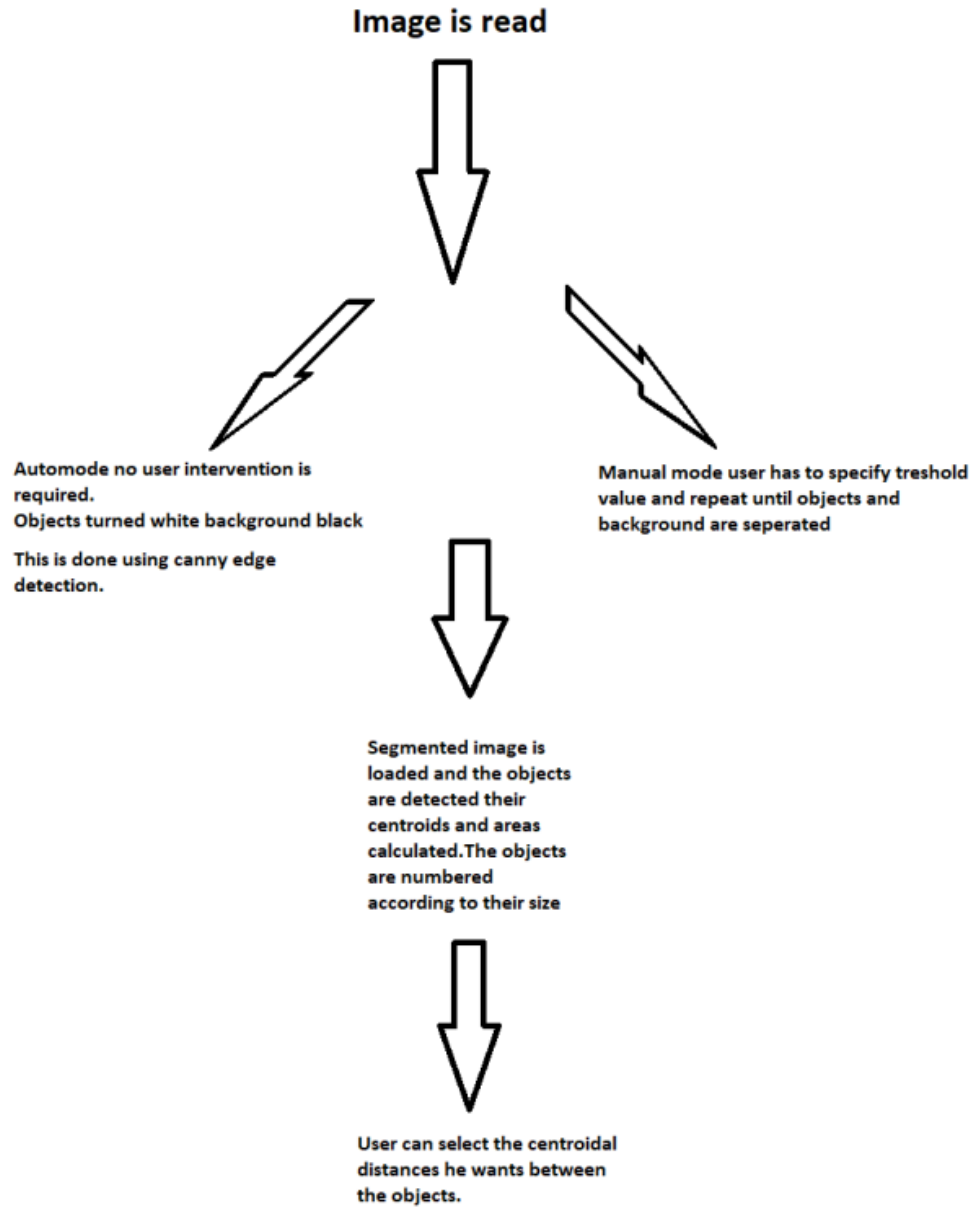 Image is read
Automode no user intervention is
required.
Objects turned white background black
This is done using canny edge
detection.
Manual mode user has to specify treshold
value and repeat until objects and
background are seperated
Segmented image is
loaded and the objects
are detected their
centroids and areas
calculated.The objects
are numbered
according to their size
User can select the centroidal
distances he wants between
the objects.